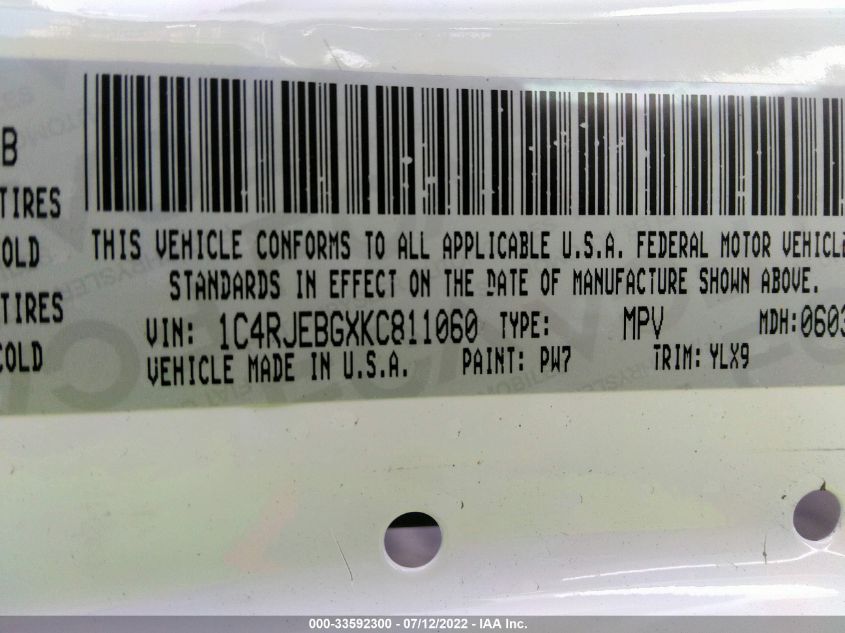 B
TIRES
OLD
TIRES
COLD
THIS VEHICLE CONFORMS TO ALL APPLICABLE U.S.A. FEDERAL MOTOR VEHICLE
STANDARDS IN EFFECT ON THE DATE OF MANUFACTURE SHOWN ABOVE.
VIN: 1C4RJEBGXKC811060 TYPE: MPV MDH:0603
VEHICLE MADE IN U.S.A. PAINT: PW7 TRIM: YLX9
000-33592300 - 07/12/2022 - IAA Inc.